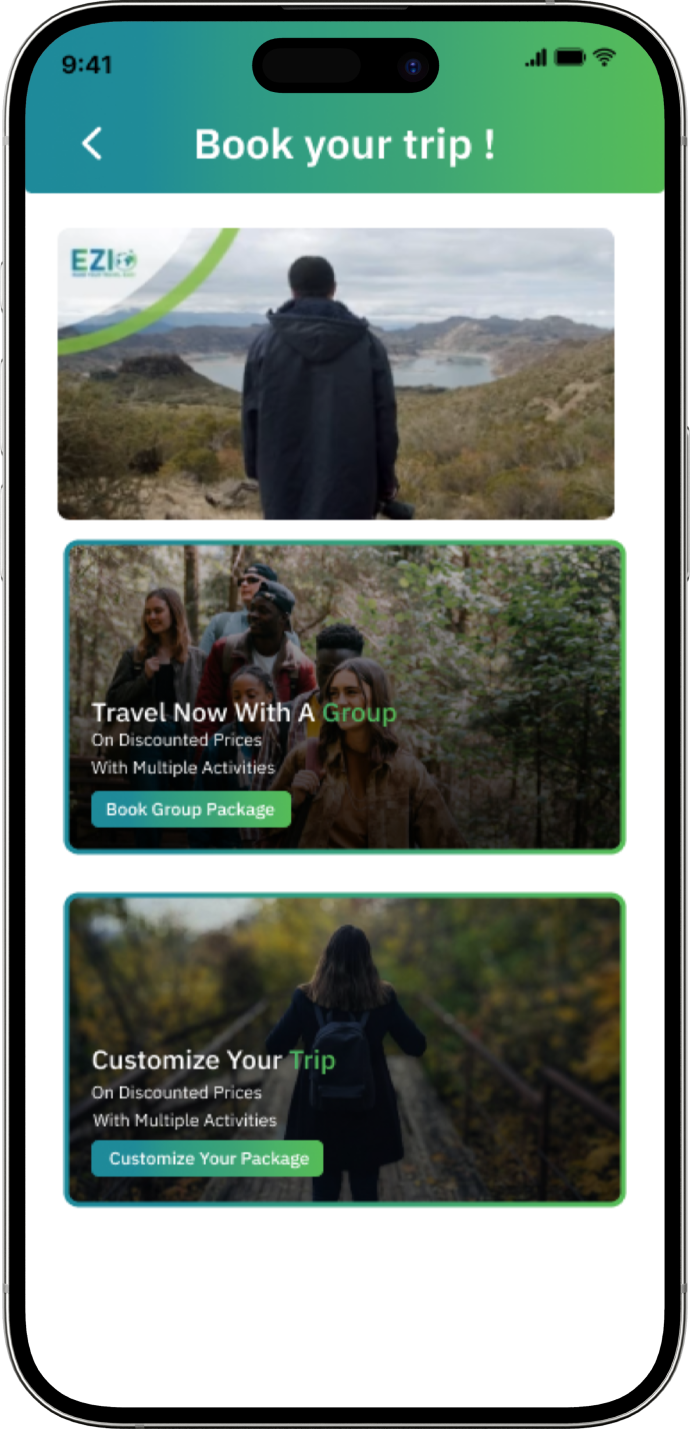 9:41
Book your trip !
EZI
Travel Now With A Group
On Discounted Prices
With Multiple Activities
Book Group Package
Customize Your Trip
On Discounted Prices
With Multiple Activities
Customize Your Package